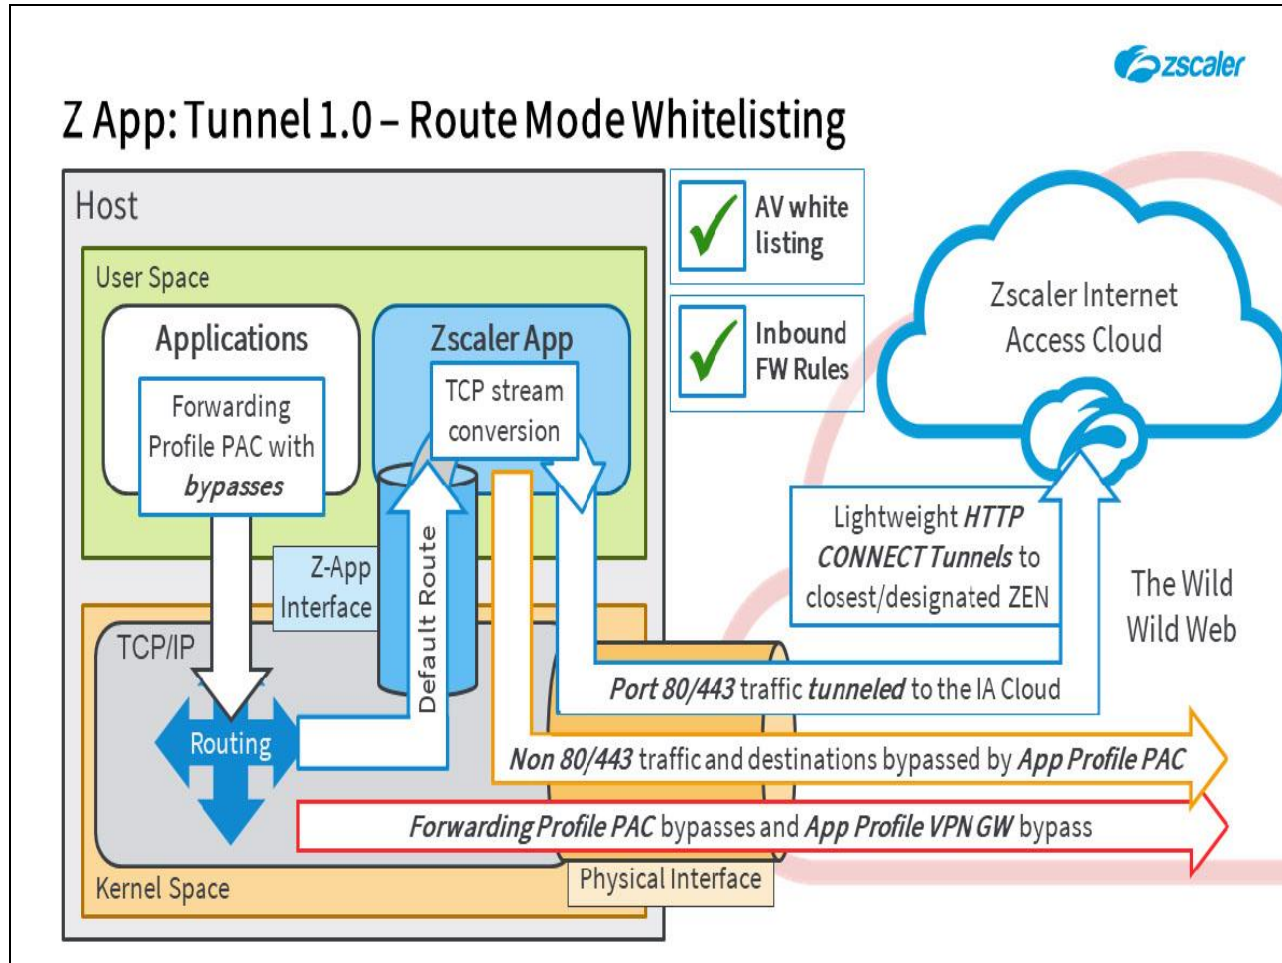 zscaler
Z App: Tunnel 1.0 – Route Mode Whitelisting
Host
User Space
Applications
Forwarding
Profile PAC with
bypasses
Zscaler App
TCP stream
conversion
AV white
listing
Inbound
FW Rules
Zscaler Internet
Access Cloud
Z-App
Interface
Default Route
Lightweight HTTP
CONNECT Tunnels to
closest/designated ZEN
The Wild
Wild Web
TCP/IP
Routing
Port 80/443 traffic tunneled to the IA Cloud
Non 80/443 traffic and destinations bypassed by App Profile PAC
Forwarding Profile PAC bypasses and App Profile VPN GW bypass
Kernel Space
Physical Interface